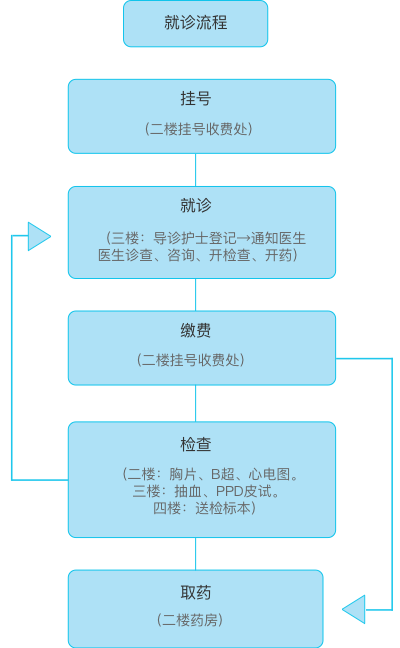 就诊流程
挂号
(二楼挂号收费处)
就诊
(三楼：导诊护士登记→通知医生
医生诊查、咨询、开检查、开药)
缴费
(二楼挂号收费处)
检查
(二楼：胸片、B超、心电图。
三楼：抽血、PPD皮试。
四楼：送检标本)
取药
(二楼药房)